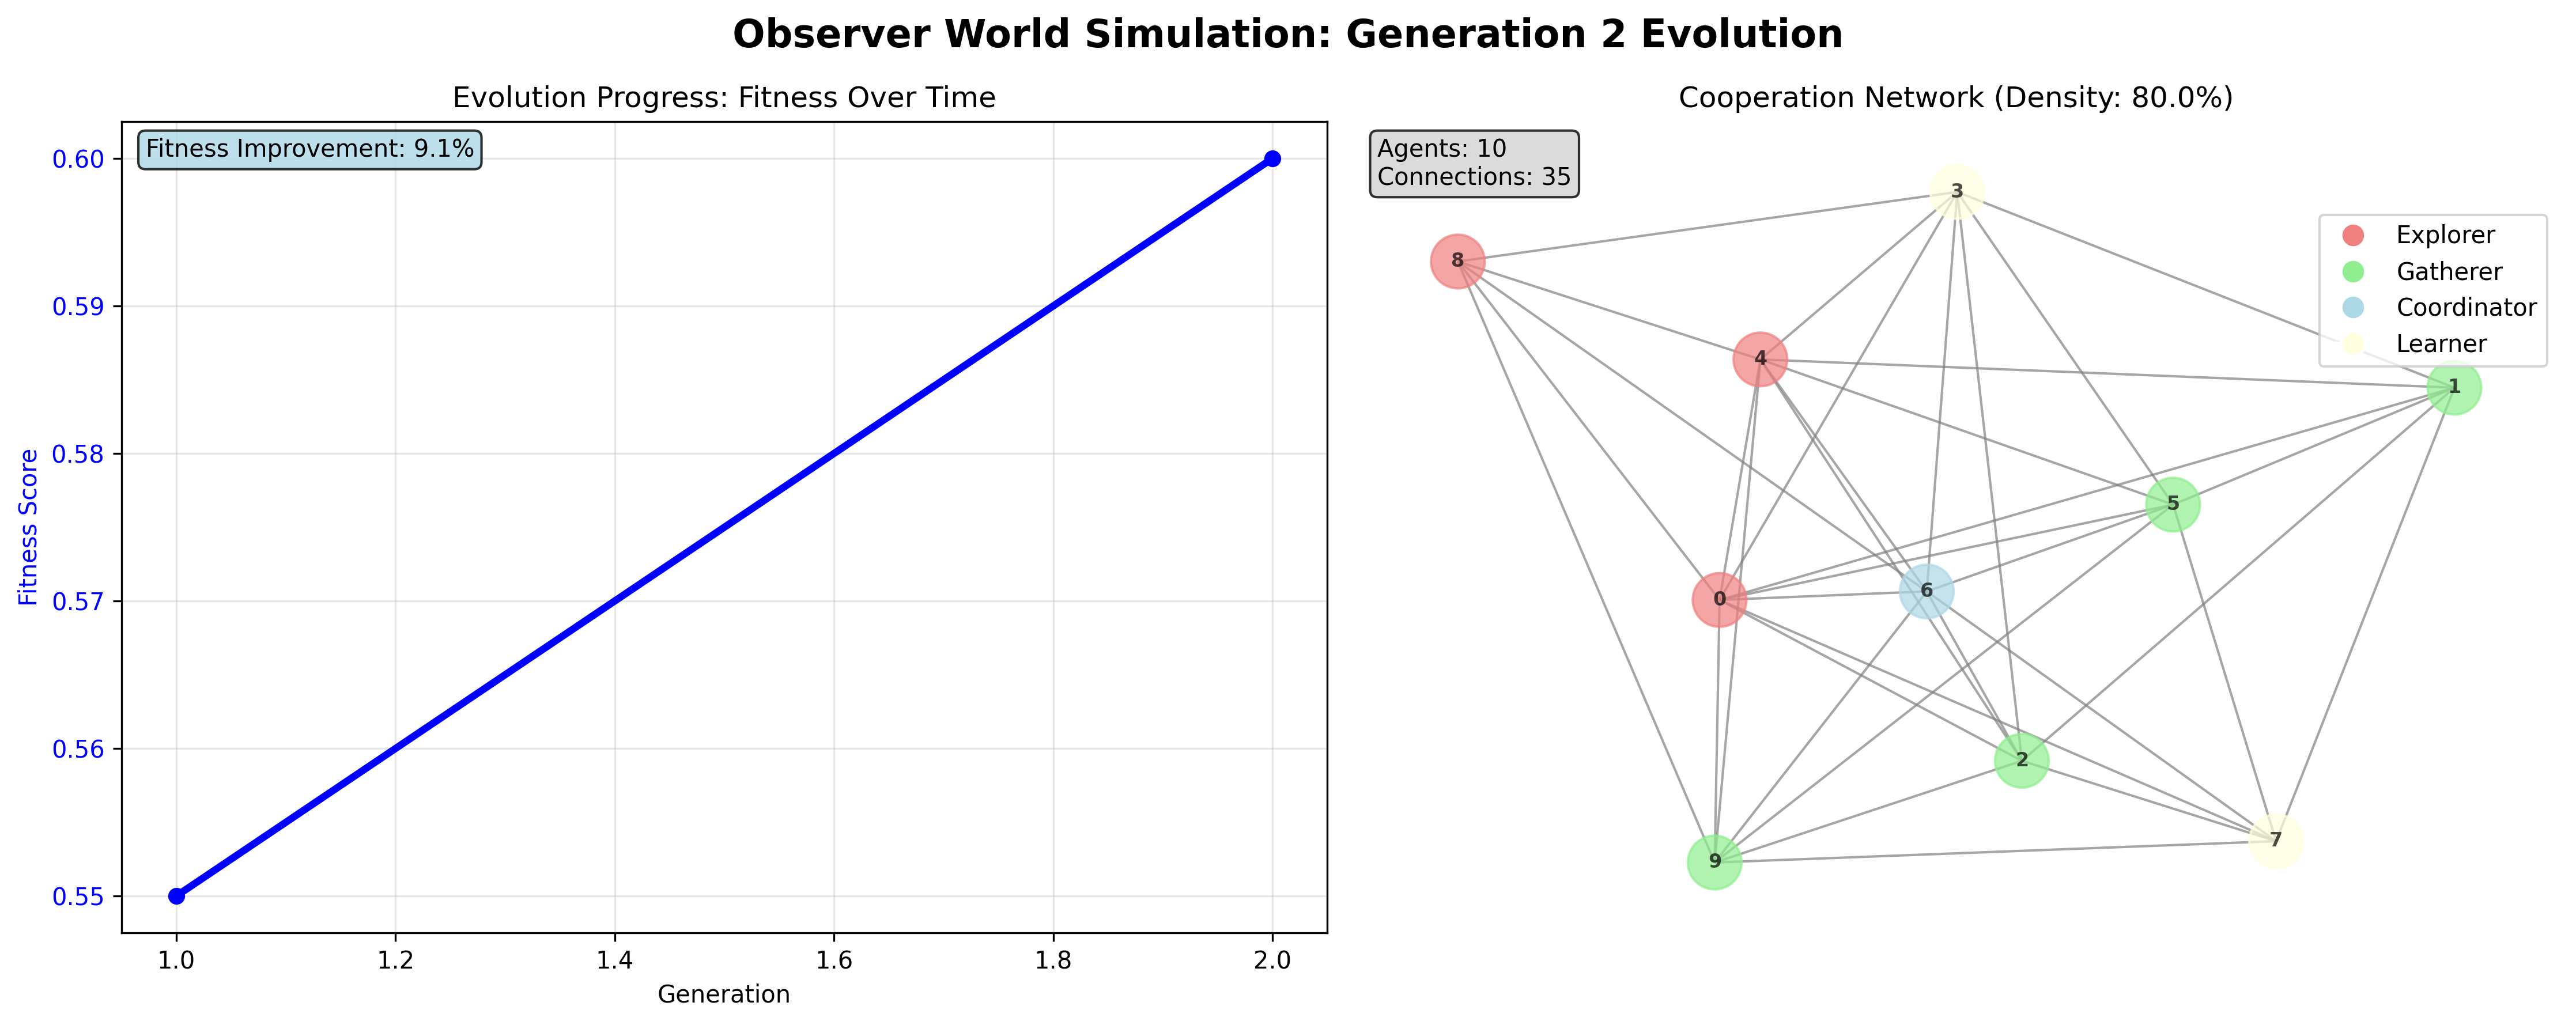 Observer World Simulation: Generation 2 Evolution
Evolution Progress: Fitness Over Time
Fitness Improvement: 9.1%
Fitness Score
0.60
0.59
0.58
0.57
0.56
0.55
1.0
1.2
1.4
1.6
1.8
2.0
Generation
Cooperation Network (Density: 80.0%)
Agents: 10
Connections: 35
Explorer
Gatherer
Coordinator
Learner
3
8
4
1
5
6
0
2
7
9